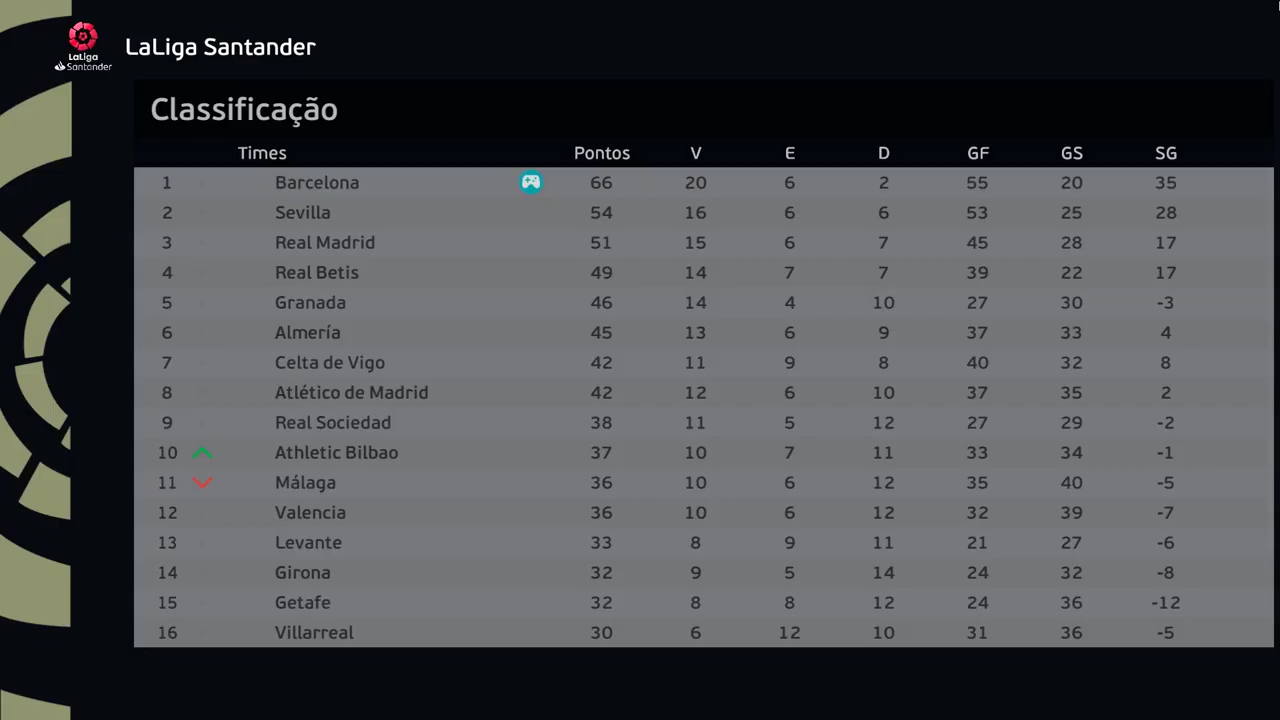 LaLiga Santander
LaLiga
Santander
Classificação
Times Pontos V E D GF GS SG
1 Barcelona 66 20 6 2 55 20 35
2 Sevilla 54 16 6 6 53 25 28
3 Real Madrid 51 15 6 7 45 28 17
4 Real Betis 49 14 7 7 39 22 17
5 Granada 46 14 4 10 27 30 -3
6 Almería 45 13 6 9 37 33 4
7 Celta de Vigo 42 11 9 8 40 32 8
8 Atlético de Madrid 42 12 6 10 37 35 2
9 Real Sociedad 38 11 5 12 27 29 -2
10 Athletic Bilbao 37 10 7 11 33 34 -1
11 Málaga 36 10 6 12 35 40 -5
12 Valencia 36 10 6 12 32 39 -7
13 Levante 33 8 9 11 21 27 -6
14 Girona 32 9 5 14 24 32 -8
15 Getafe 32 8 8 12 24 36 -12
16 Villarreal 30 6 12 10 31 36 -5